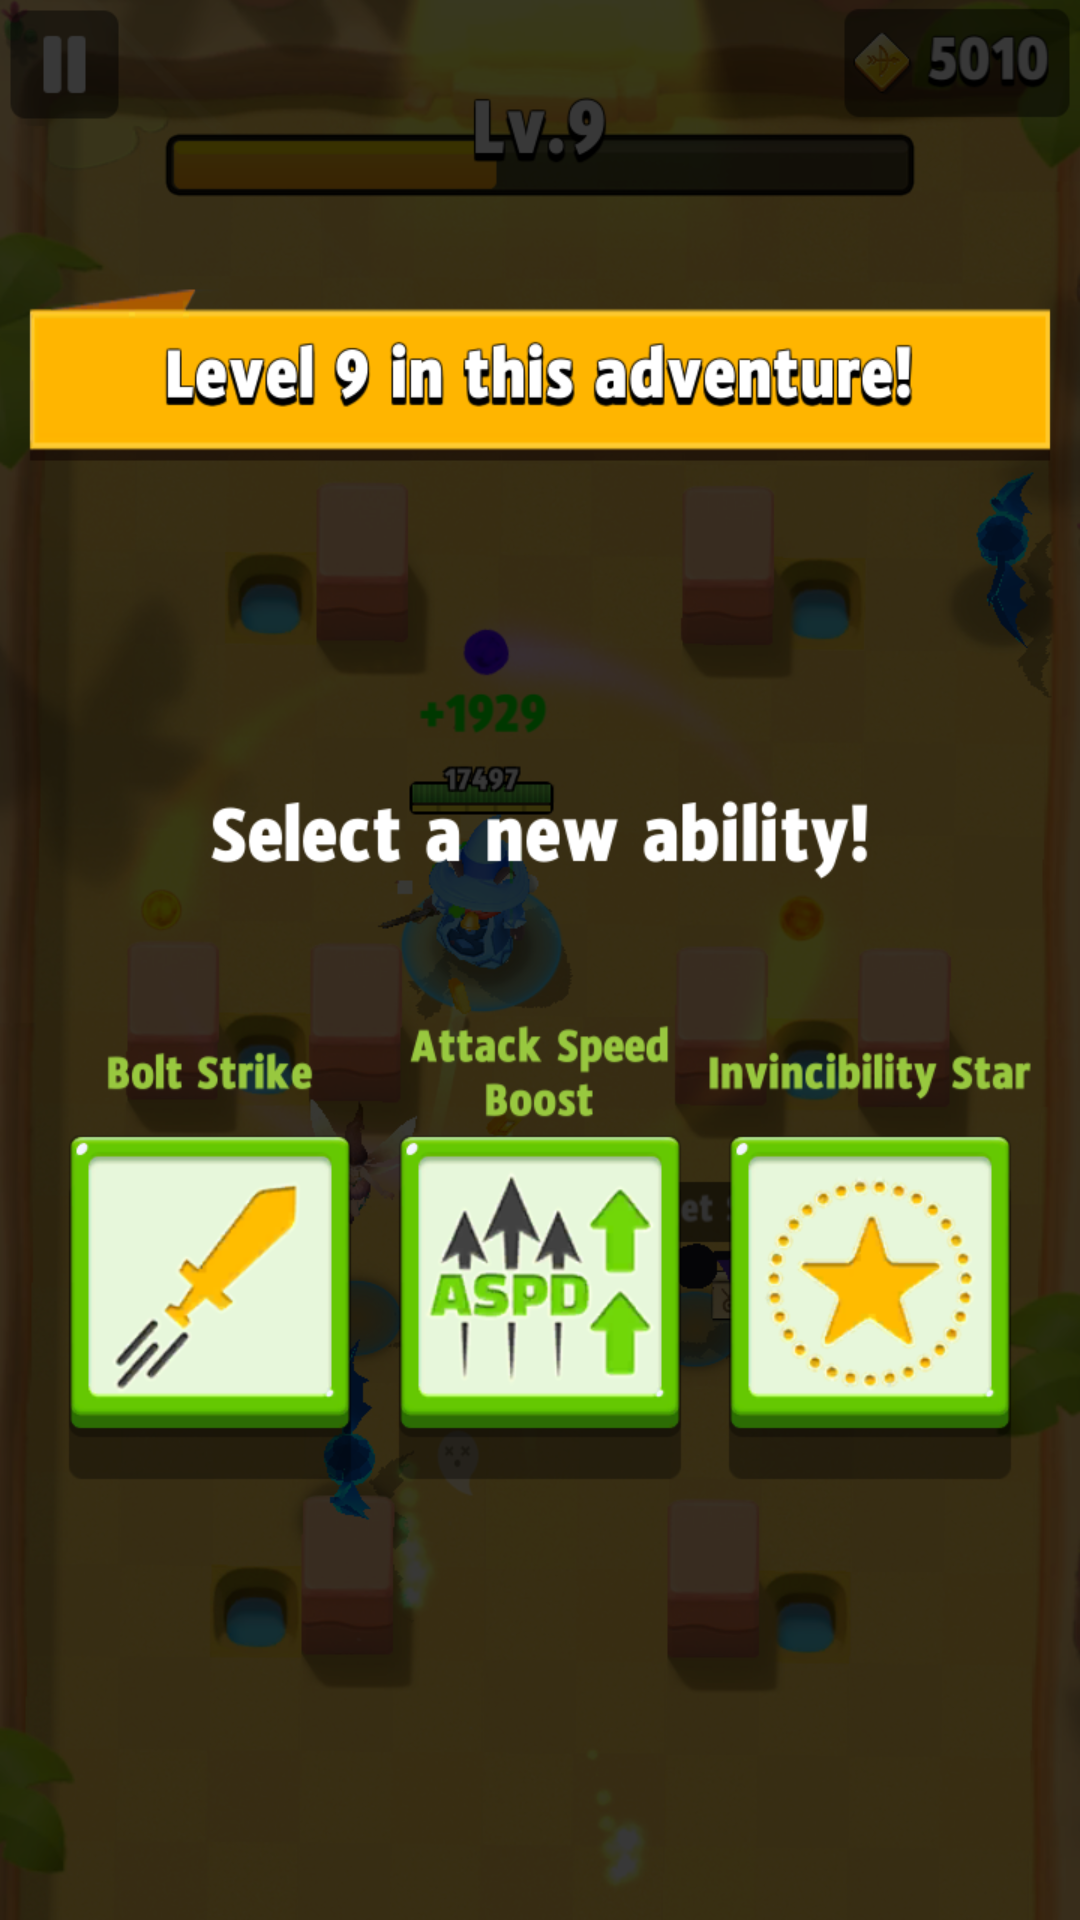 5010
Lv.9
Level 9 in this adventure!
+1929
17497
Select a new ability!
Bolt Strike
Attack Speed
Boost
Invincibility Star
ASPD